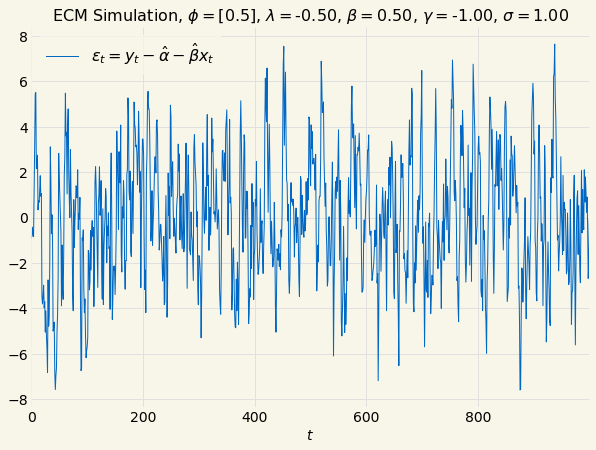 ECM Simulation, ϕ = [0.5], λ = -0.50, β = 0.50, γ = -1.00, σ = 1.00
εₜ = yₜ − α̂ − β̂xₜ
8
6
4
2
0
−2
−4
−6
−8
0 200 400 600 800
t